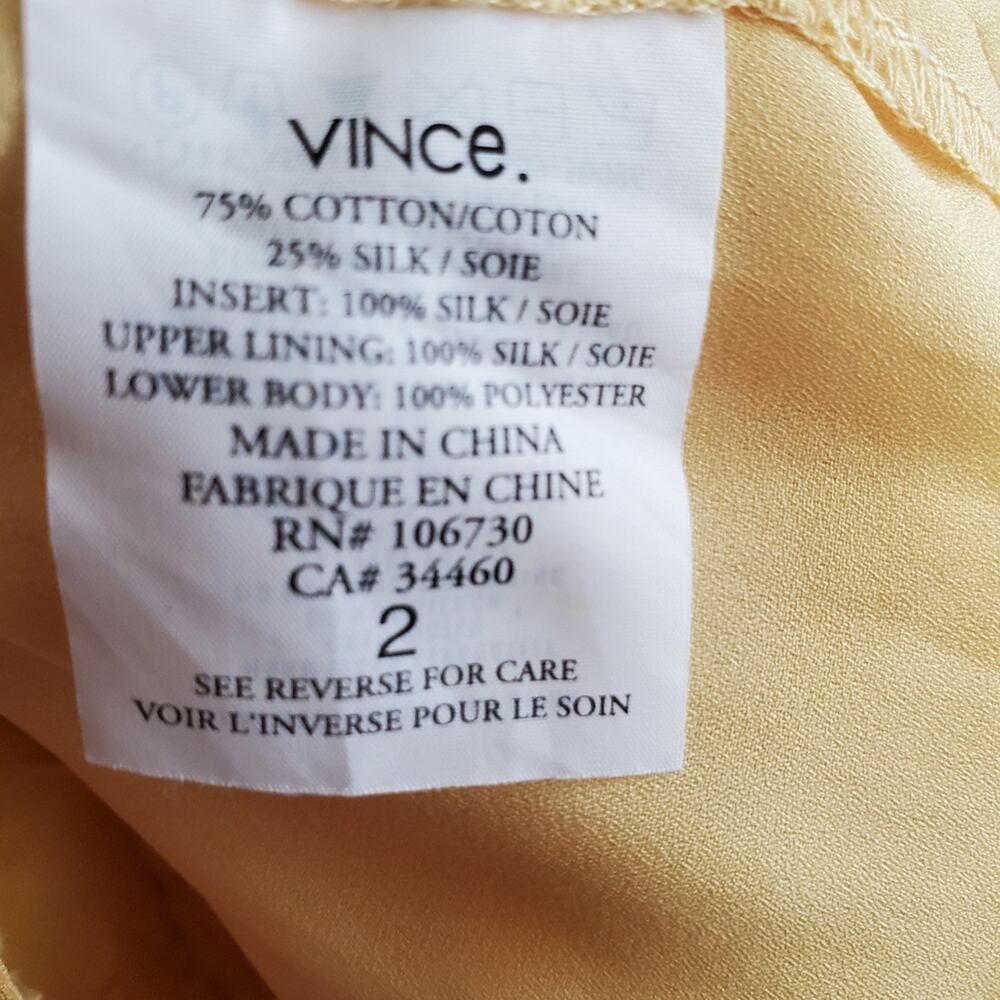 VINCe.
75% COTTON/COTON
25% SILK / SOIE
INSERT: 100% SILK / SOIE
UPPER LINING: 100% SILK / SOIE
LOWER BODY: 100% POLYESTER
MADE IN CHINA
FABRIQUE EN CHINE
RN# 106730
CA# 34460
2
SEE REVERSE FOR CARE
VOIR L'INVERSE POUR LE SOIN